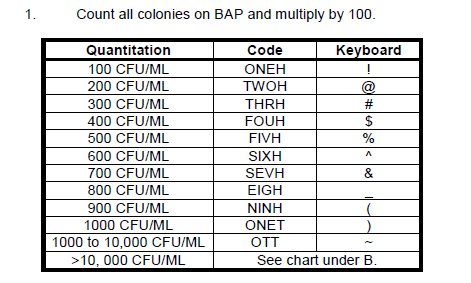 1. Count all colonies on BAP and multiply by 100.
Quantitation Code Keyboard
100 CFU/ML ONEH !
200 CFU/ML TWOH @
300 CFU/ML THRH #
400 CFU/ML FOUH $
500 CFU/ML FIVH %
600 CFU/ML SIXH ^
700 CFU/ML SEVH &
800 CFU/ML EIGH _
900 CFU/ML NINH (
1000 CFU/ML ONET )
1000 to 10,000 CFU/ML OTT ~
>10, 000 CFU/ML See chart under B.